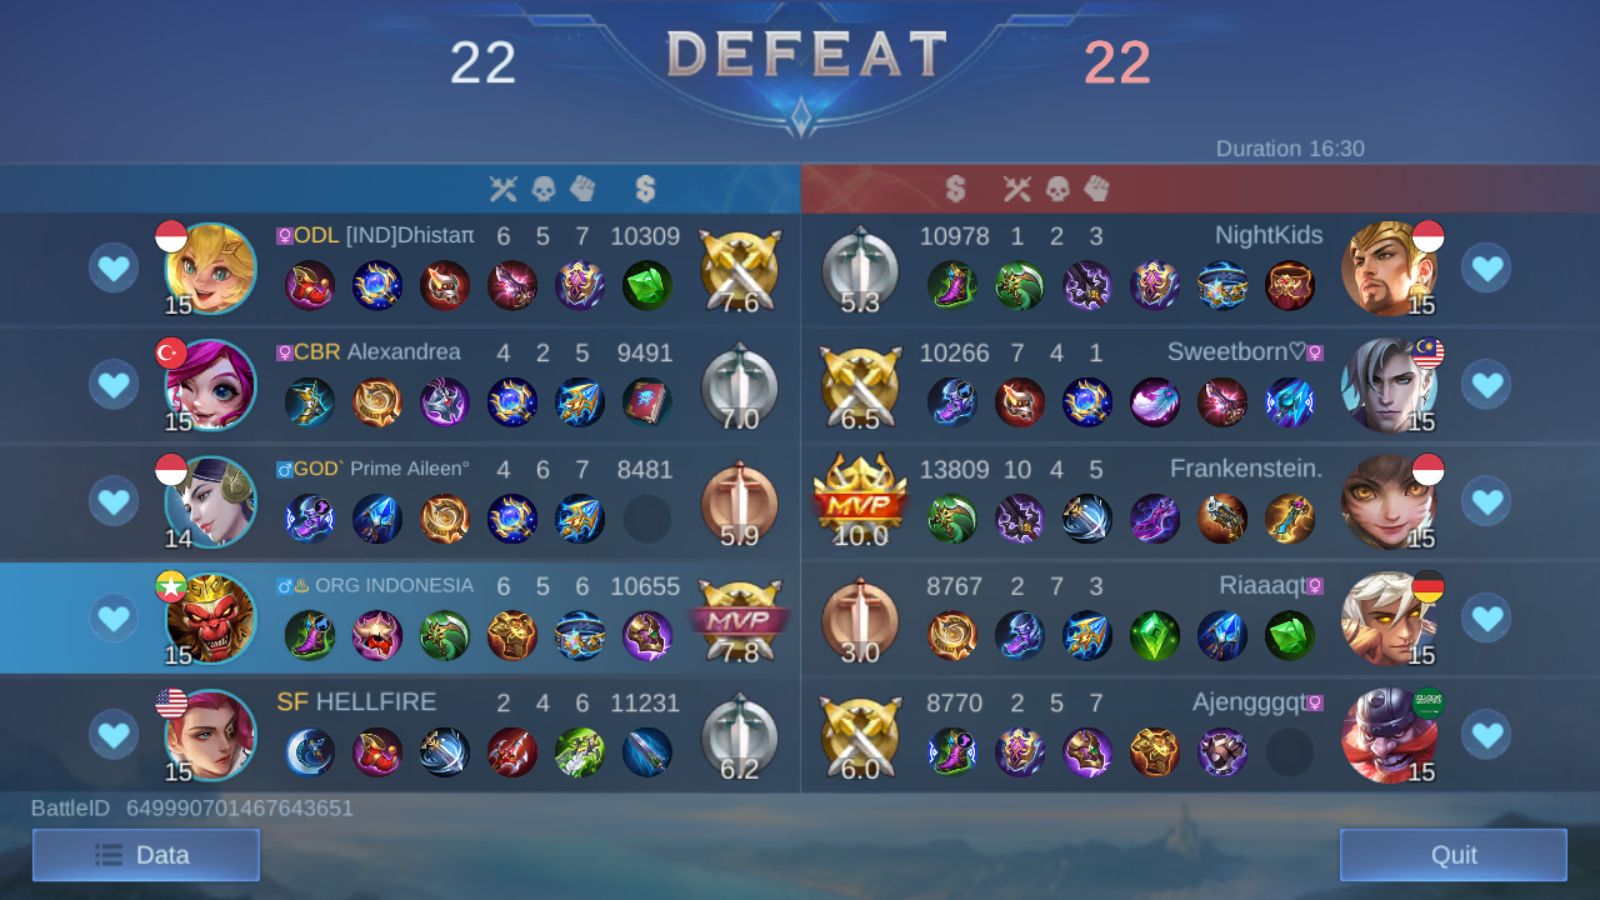 22 DEFEAT 22
Duration 16:30
ODL [IND]Dhistaπ 6 5 7 10309
15 7.6
10978 1 2 3 NightKids
5.3 15
CBR Alexandrea 4 2 5 9491
15 7.0
10266 7 4 1 Sweetborn♡
6.5 15
GOD` Prime Aileen° 4 6 7 8481
14 5.9
13809 10 4 5 Frankenstein.
MVP 10.0 15
♨ ORG INDONESIA 6 5 6 10655
15 MVP 7.8
8767 2 7 3 Riaaaqt
3.0 15
SF HELLFIRE 2 4 6 11231
15 6.2
8770 2 5 7 Ajengggqt
6.0 15
BattleID 649990701467643651
Data
Quit